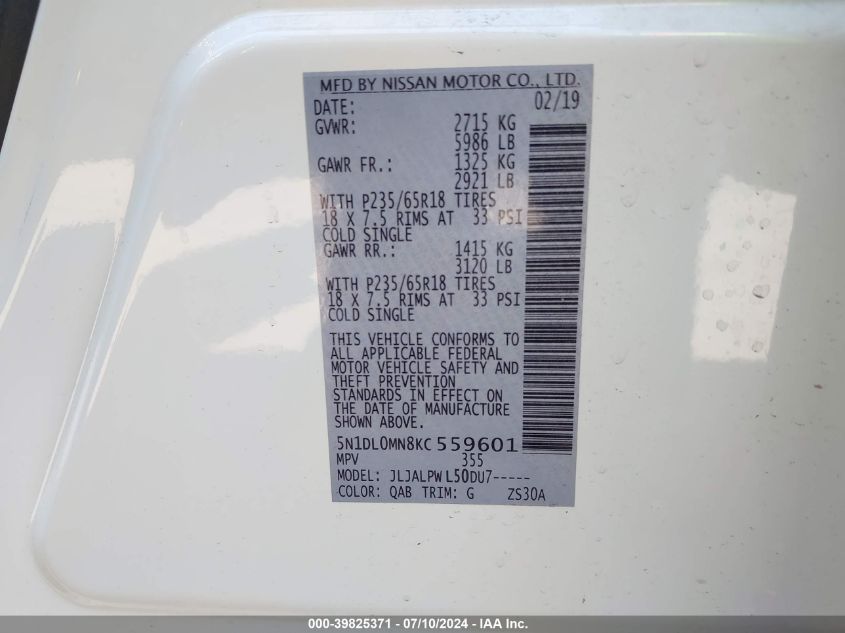 MFD BY NISSAN MOTOR CO., LTD.
DATE: 02/19
GVWR: 2715 KG
5986 LB
GAWR FR.: 1325 KG
2921 LB
WITH P235/65R18 TIRES
18 X 7.5 RIMS AT 33 PSI
COLD SINGLE
GAWR RR.: 1415 KG
3120 LB
WITH P235/65R18 TIRES
18 X 7.5 RIMS AT 33 PSI
COLD SINGLE
THIS VEHICLE CONFORMS TO
ALL APPLICABLE FEDERAL
MOTOR VEHICLE SAFETY AND
THEFT PREVENTION
STANDARDS IN EFFECT ON
THE DATE OF MANUFACTURE
SHOWN ABOVE.
5N1DL0MN8KC 559601
MPV 355
MODEL: JLJALPW L50DU7-----
COLOR: QAB TRIM: G ZS30A
000-39825371 - 07/10/2024 - IAA Inc.